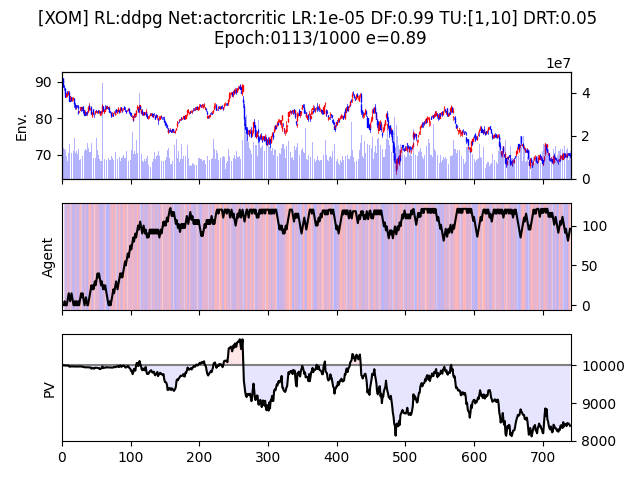 [XOM] RL:ddpg Net:actorcritic LR:1e-05 DF:0.99 TU:[1,10] DRT:0.05
Epoch:0113/1000 e=0.89
1e7
Env.
90
80
70
4
2
0
Agent
100
50
0
PV
10000
9000
8000
0 100 200 300 400 500 600 700